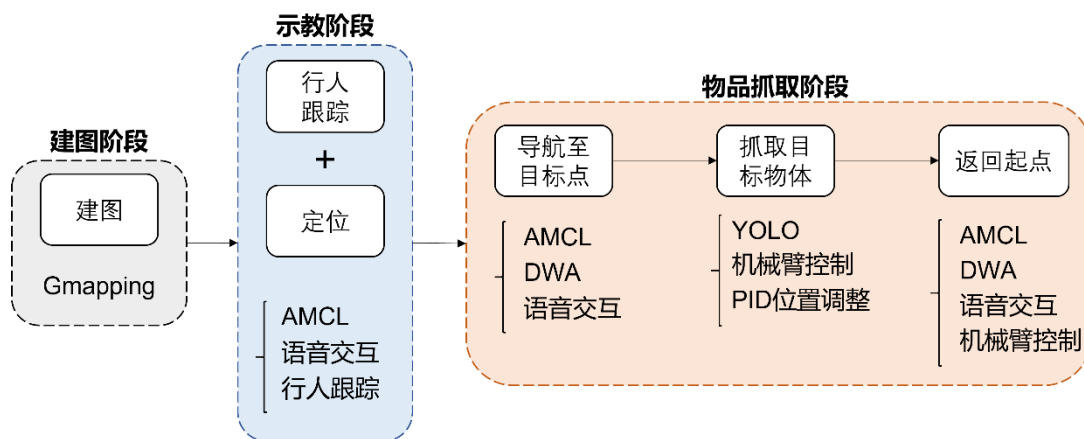 建图阶段
建图
Gmapping
示教阶段
行人
跟踪
+
定位
AMCL
语音交互
行人跟踪
物品抓取阶段
导航至
目标点
AMCL
DWA
语音交互
抓取目
标物体
YOLO
机械臂控制
PID位置调整
返回起点
AMCL
DWA
语音交互
机械臂控制